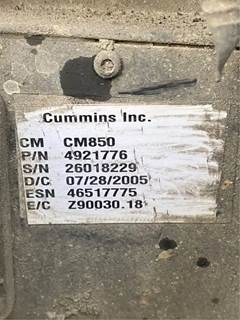 Cummins Inc.
CM CM850
P/N 4921776
S/N 26018229
D/C 07/28/2005
ESN 46517775
E/C Z90030.18